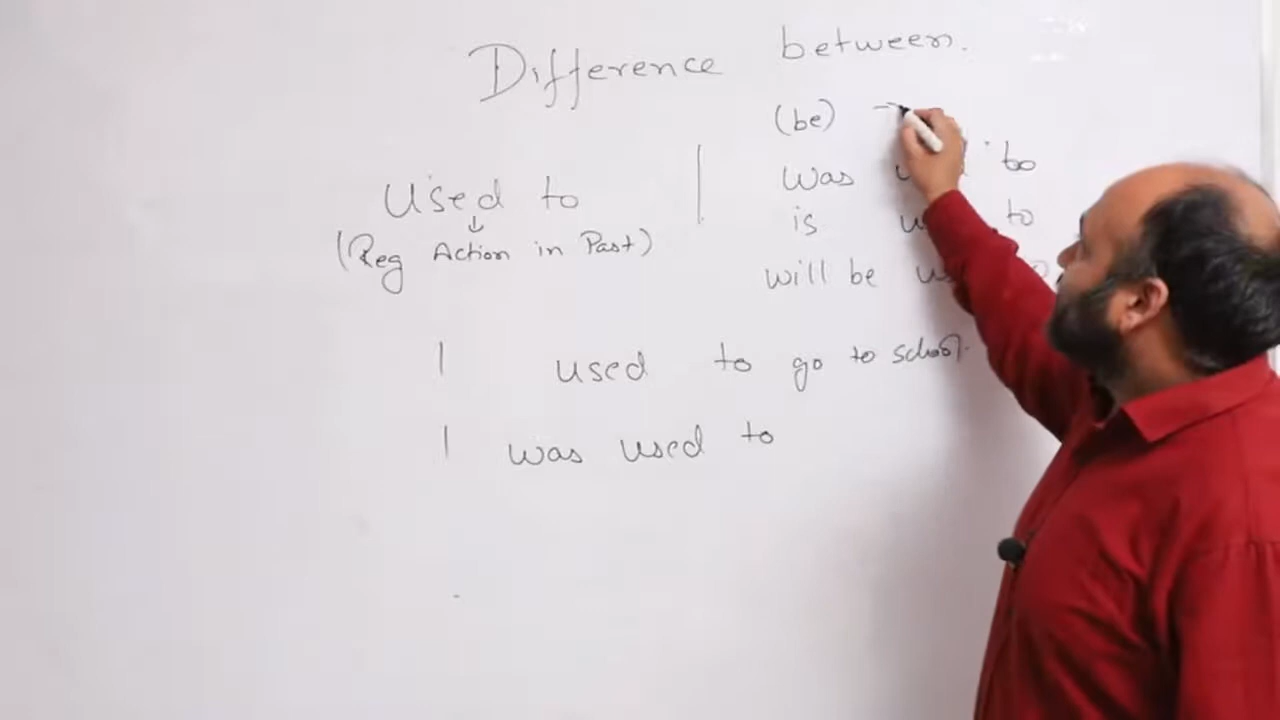 Difference between.
(be)
Used to | was to
(Reg Action in Past) is to
will be
I used to go to school.
I was used to